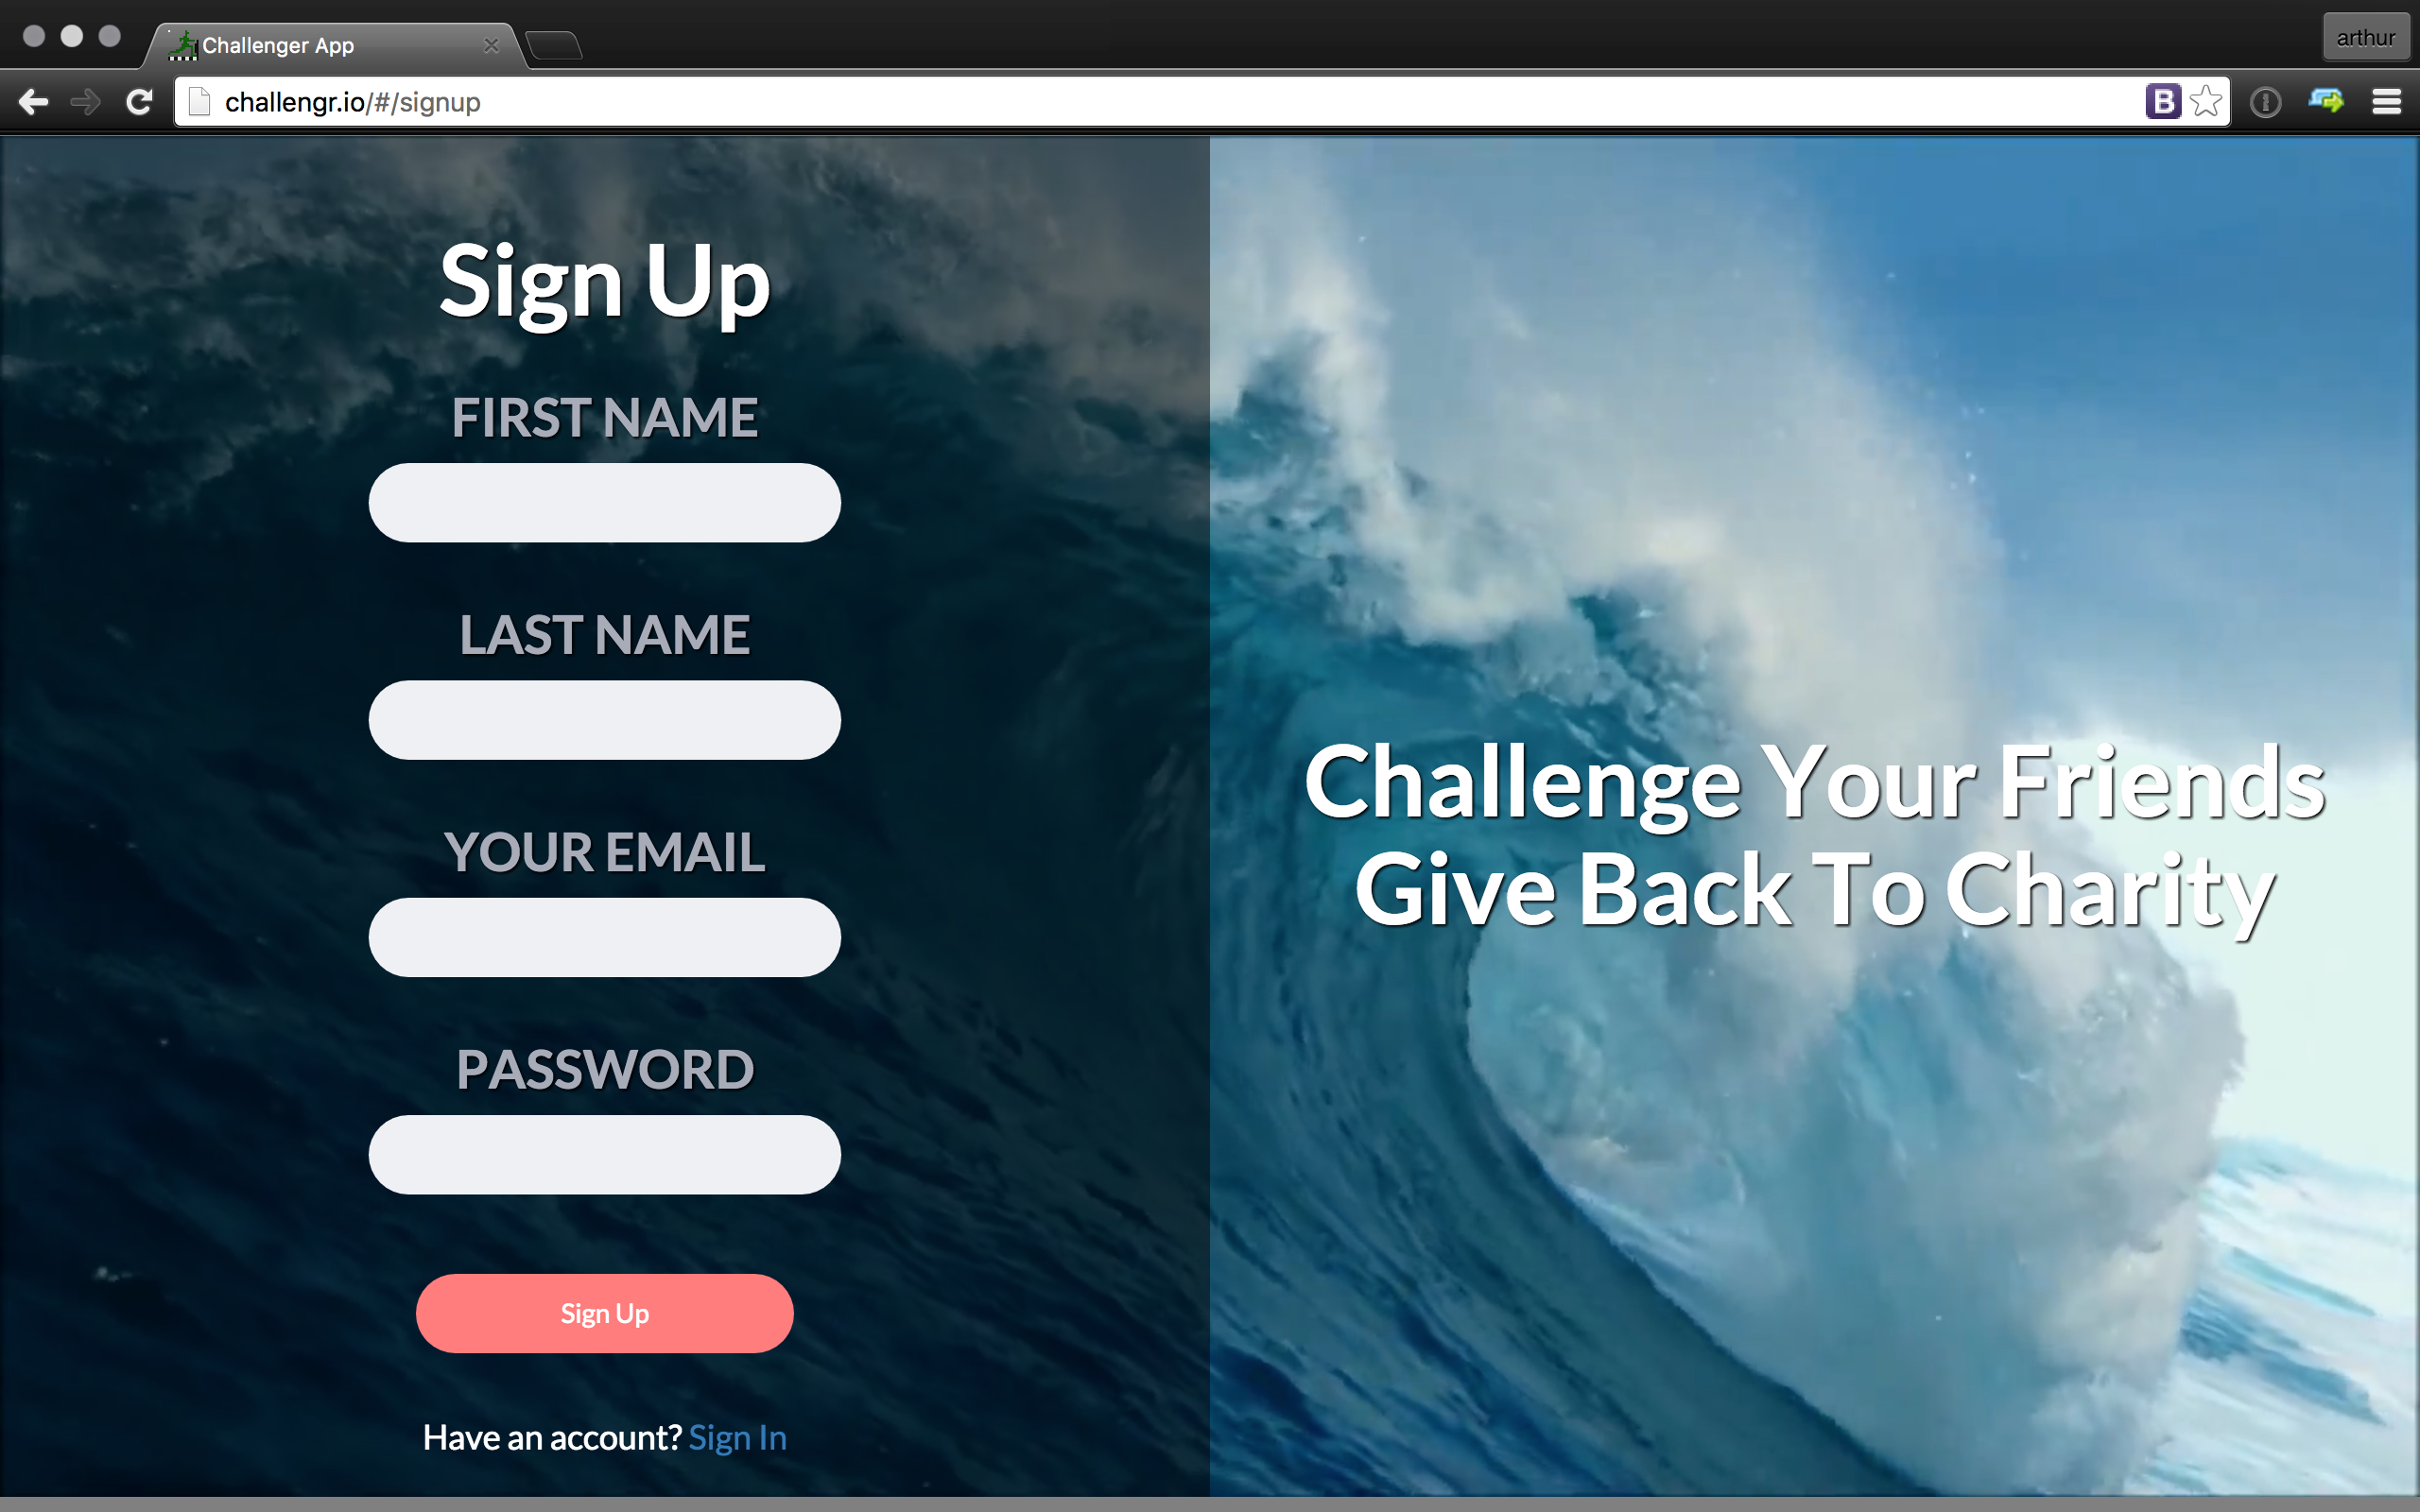 Challenger App
arthur
challengr.io/#/signup
B
Sign Up
FIRST NAME
LAST NAME
YOUR EMAIL
PASSWORD
Sign Up
Have an account? Sign In
Challenge Your Friends
Give Back To Charity